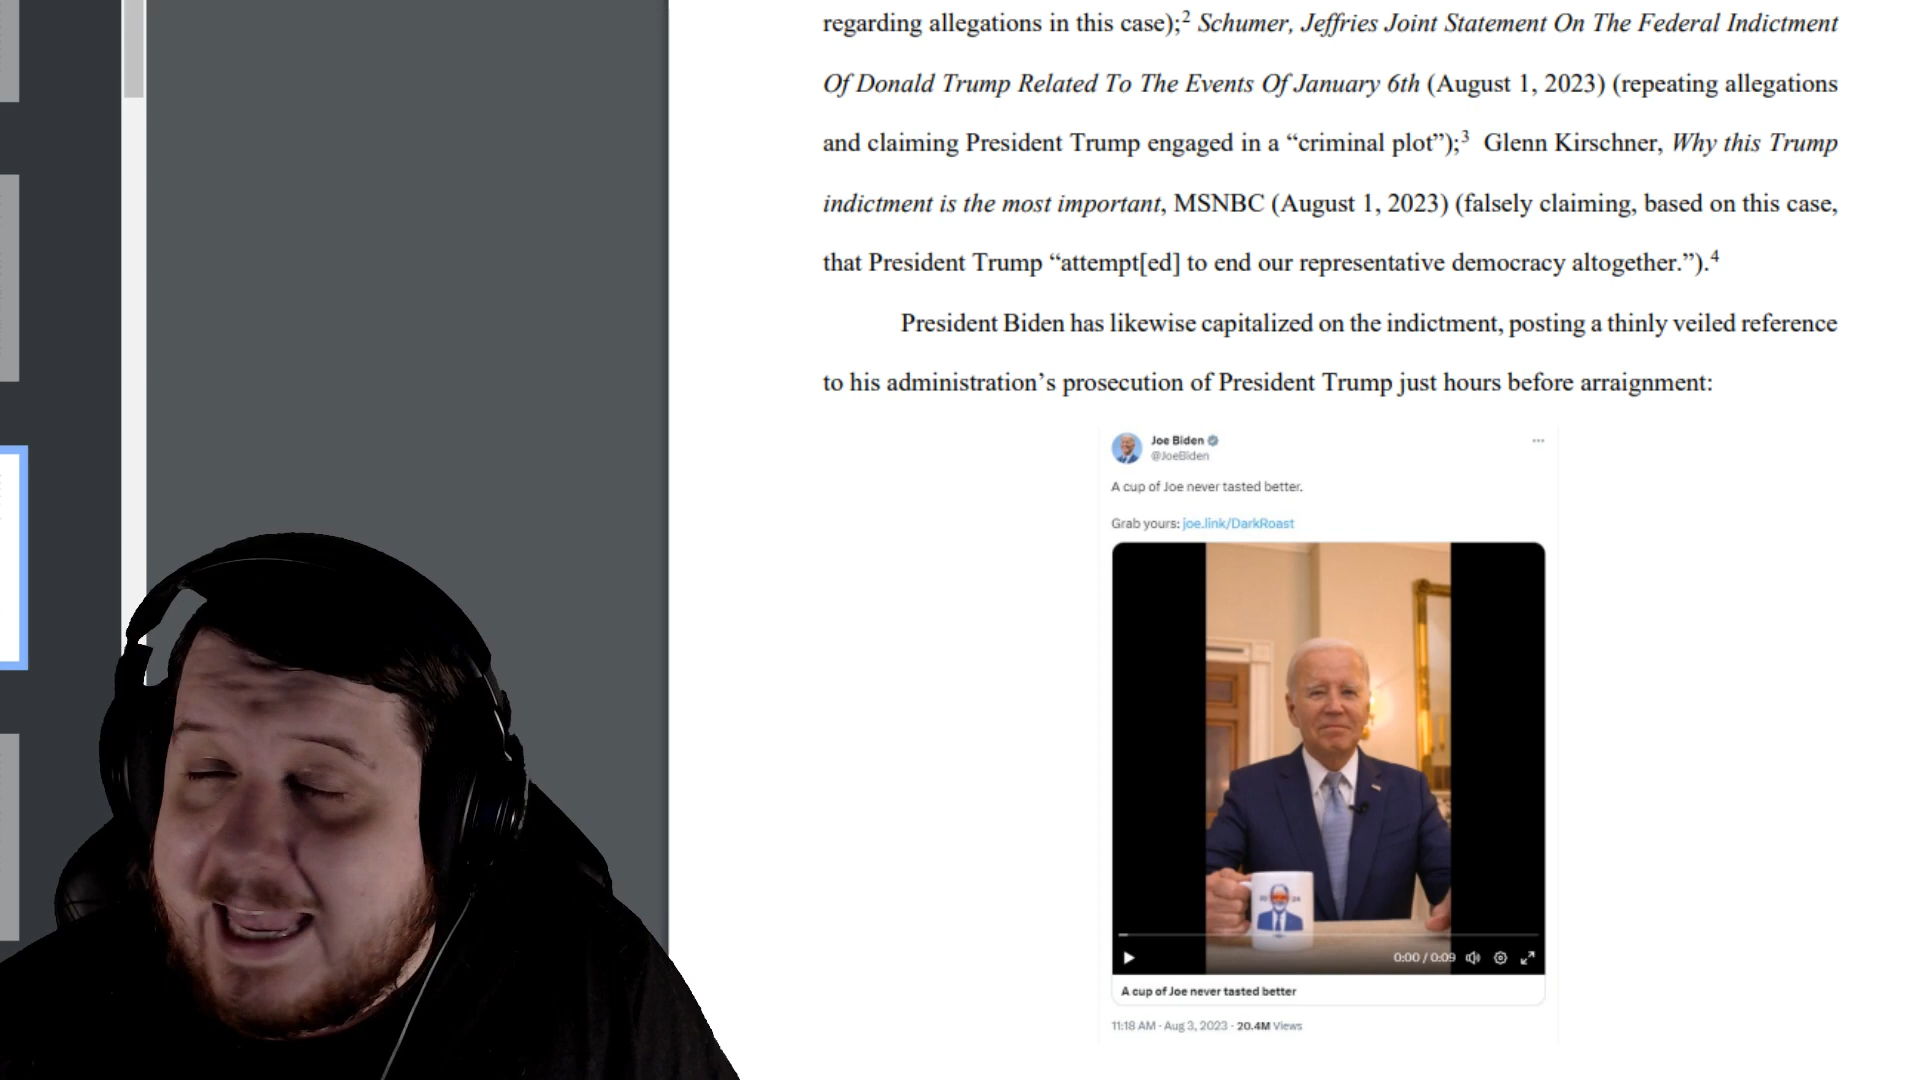 regarding allegations in this case);2 Schumer, Jeffries Joint Statement On The Federal Indictment
Of Donald Trump Related To The Events Of January 6th (August 1, 2023) (repeating allegations
and claiming President Trump engaged in a “criminal plot”);3 Glenn Kirschner, Why this Trump
indictment is the most important, MSNBC (August 1, 2023) (falsely claiming, based on this case,
that President Trump “attempt[ed] to end our representative democracy altogether.”).4
President Biden has likewise capitalized on the indictment, posting a thinly veiled reference
to his administration’s prosecution of President Trump just hours before arraignment:
Joe Biden
@JoeBiden
A cup of Joe never tasted better.
Grab yours: joe.link/DarkRoast
0:00 / 0:09
A cup of Joe never tasted better
11:18 AM · Aug 3, 2023 · 20.4M Views